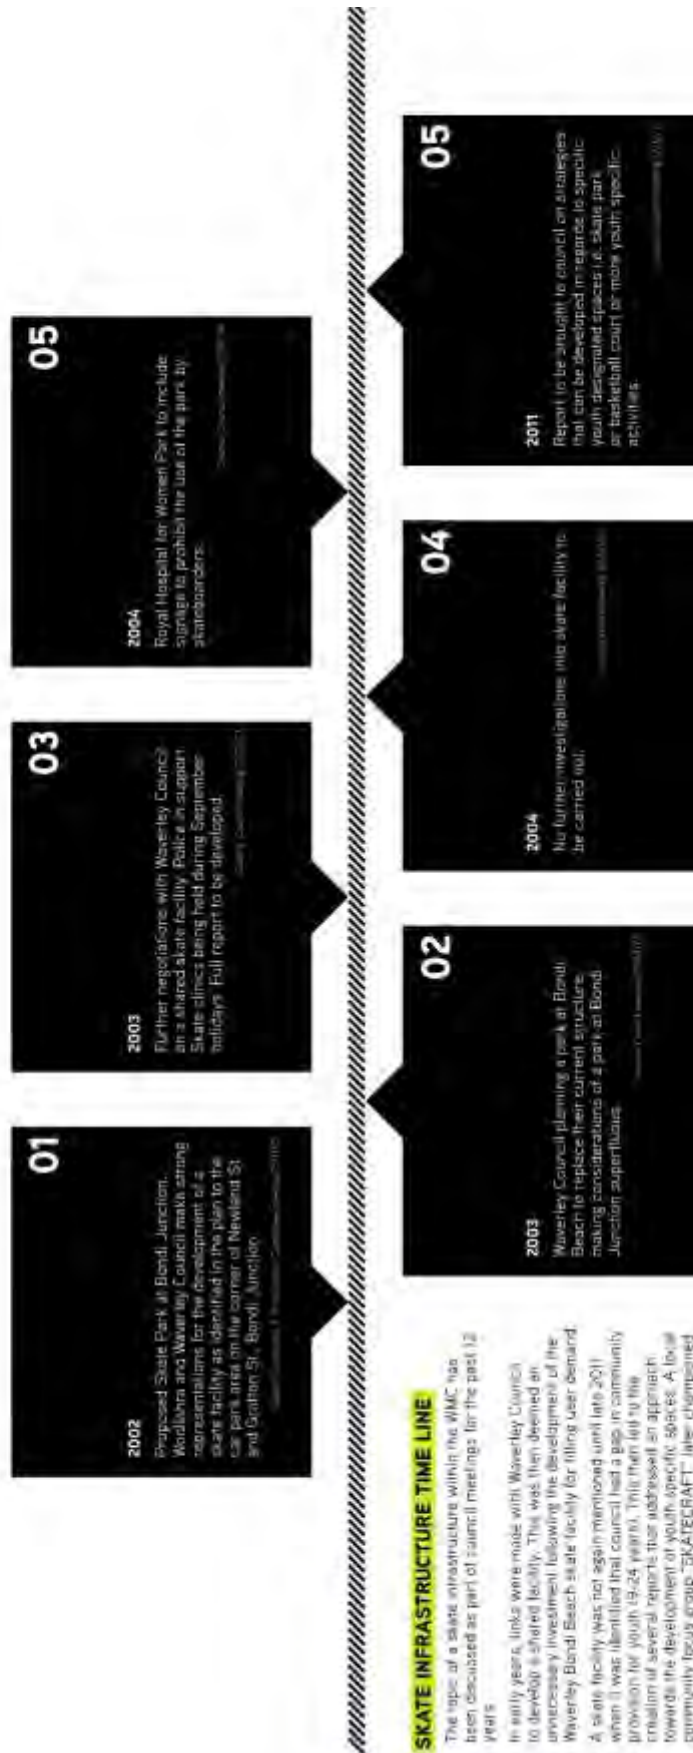 SKATE INFRASTRUCTURE TIME LINE
The topic of a skate infrastructure within the WMC has
been discussed as part of council meetings for the past 12
years
In early years, links were made with Waverley Council
to develop a shared facility. This was then deemed an
unnecessary investment following the development of the
Waverley Bondi Beach skate facility for filling user demand.
A skate facility was not again mentioned until late 2011
when it was identified that council had a gap in community
provision for youth (9-24 years). This then led to the
creation of several reports that addressed an approach
towards the development of youth specific spaces. A local
community focus group "SKATECRAFT" later championed
01
2002
Proposed Skate Park at Bondi Junction.
Woollahra and Waverley Council make strong
representations for the development of a
skate facility as identified in the plan to the
car park area on the corner of Newland St
and Grafton St, Bondi Junction
02
2003
Waverley Council planning a park at Bondi
Beach to replace their current structure,
making considerations of a park at Bondi
Junction superfluous.
03
2003
Further negotiations with Waverley Council
on a shared skate facility. Police in support
Skate clinics being held during September
holidays. Full report to be developed.
04
2004
No further investigations into skate facility to
be carried out.
05
2004
Royal Hospital for Women Park to include
signage to prohibit the use of the park by
skateboarders.
05
2011
Report to be brought to council on strategies
that can be developed in regards to specific
youth designated spaces i.e. skate park
or basketball court or more youth specific
activities.